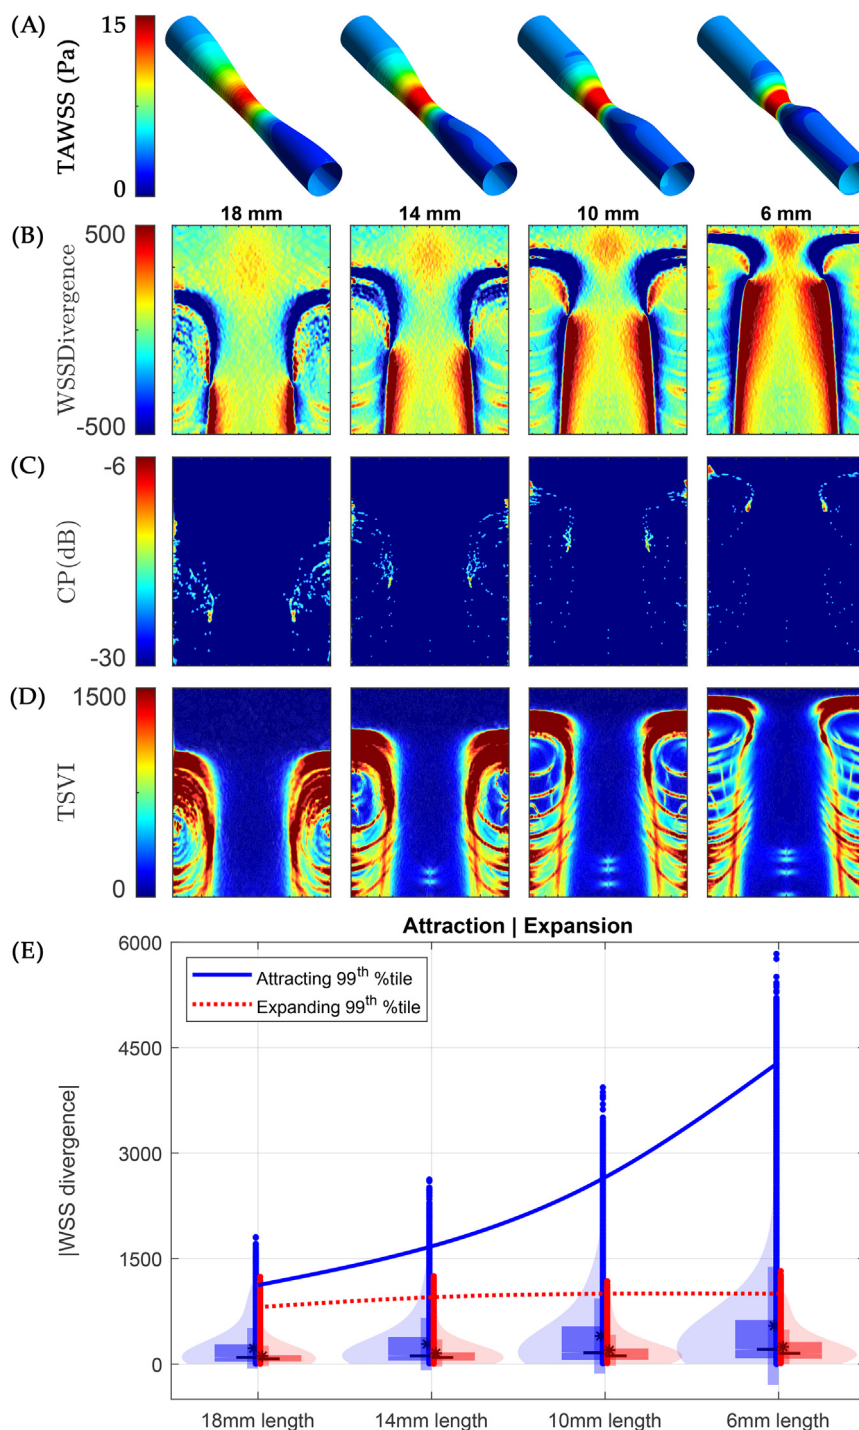 (A)
15
TAWSS (Pa)
0
18 mm 14 mm 10 mm 6 mm
(B)
500
WSSDivergence
-500
(C)
-6
CP(dB)
-30
(D)
1500
TSVI
0
(E)
Attraction | Expansion
6000
4500
3000
1500
0
|WSS divergence|
Attracting 99th %tile
Expanding 99th %tile
18mm length 14mm length 10mm length 6mm length